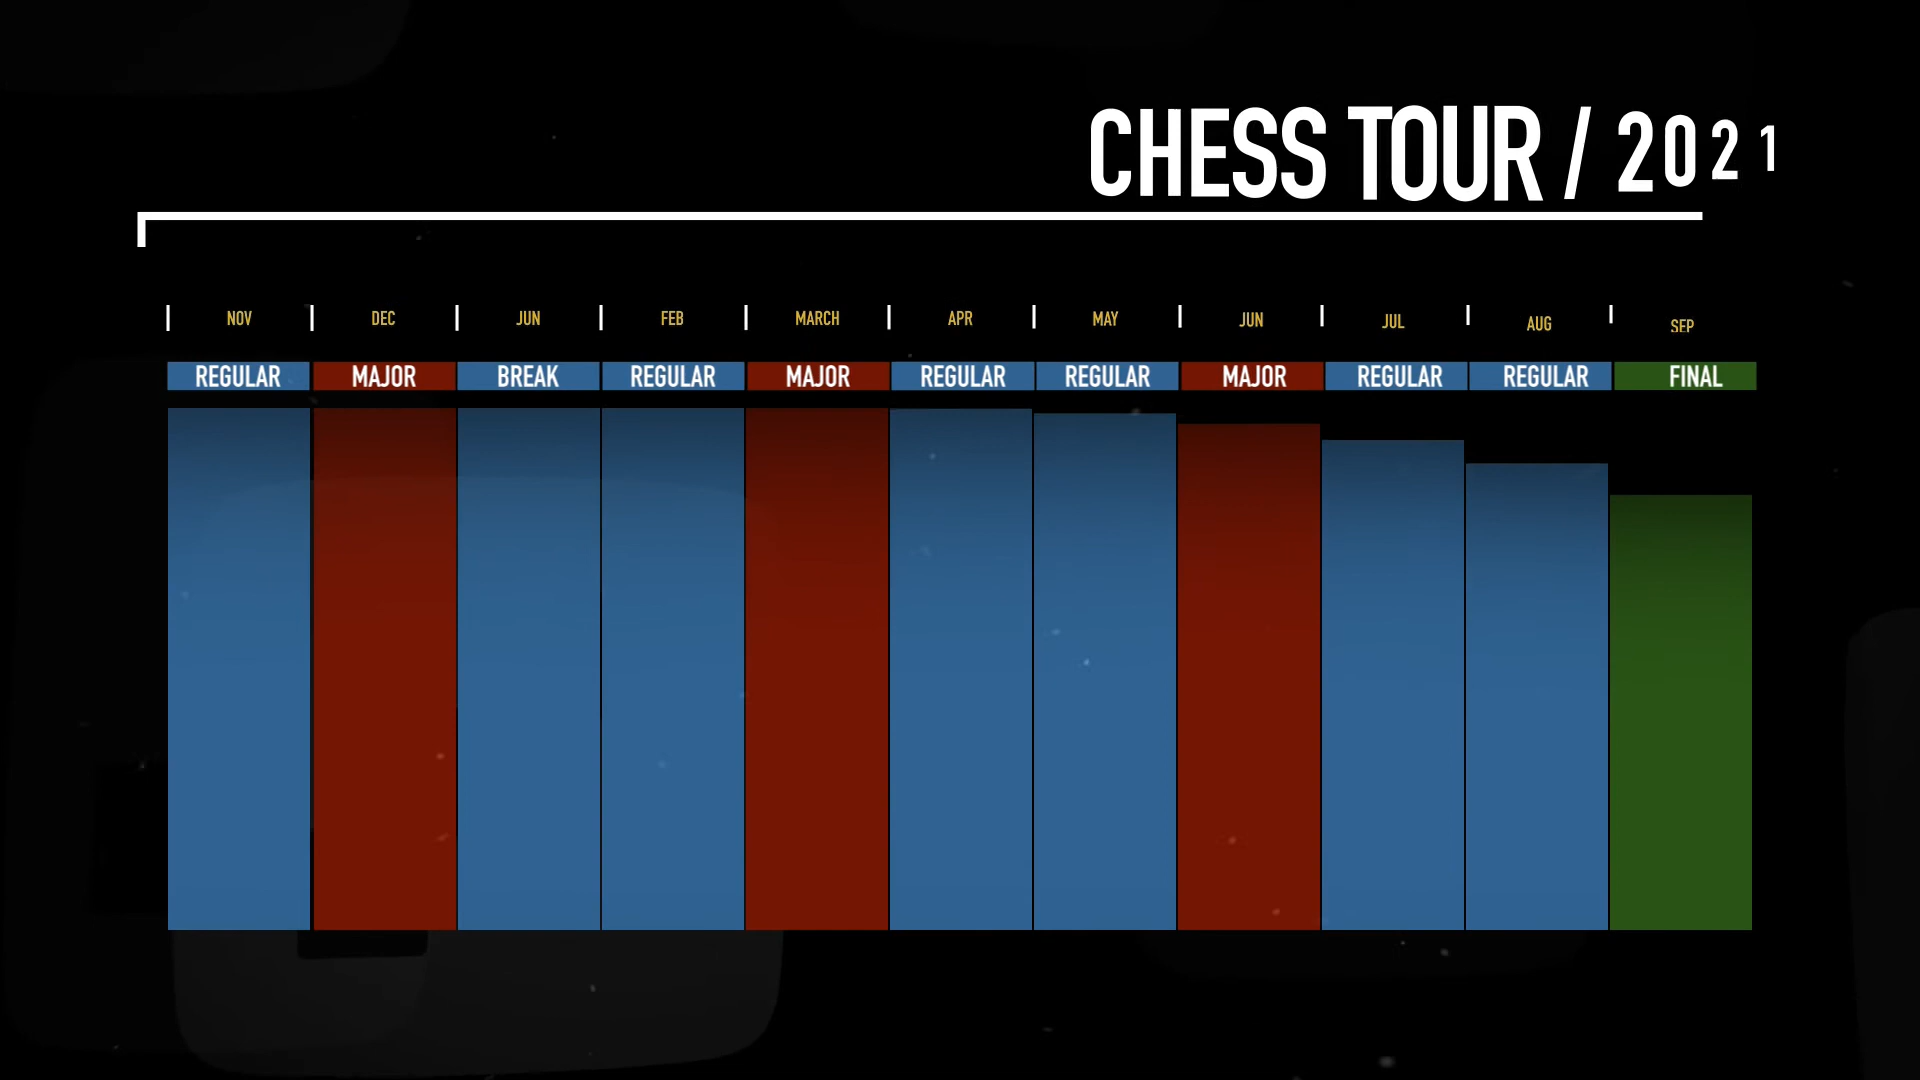 CHESS TOUR / 2021
NOV DEC JUN FEB MARCH APR MAY JUN JUL AUG SEP
REGULAR MAJOR BREAK REGULAR MAJOR REGULAR REGULAR MAJOR REGULAR REGULAR FINAL